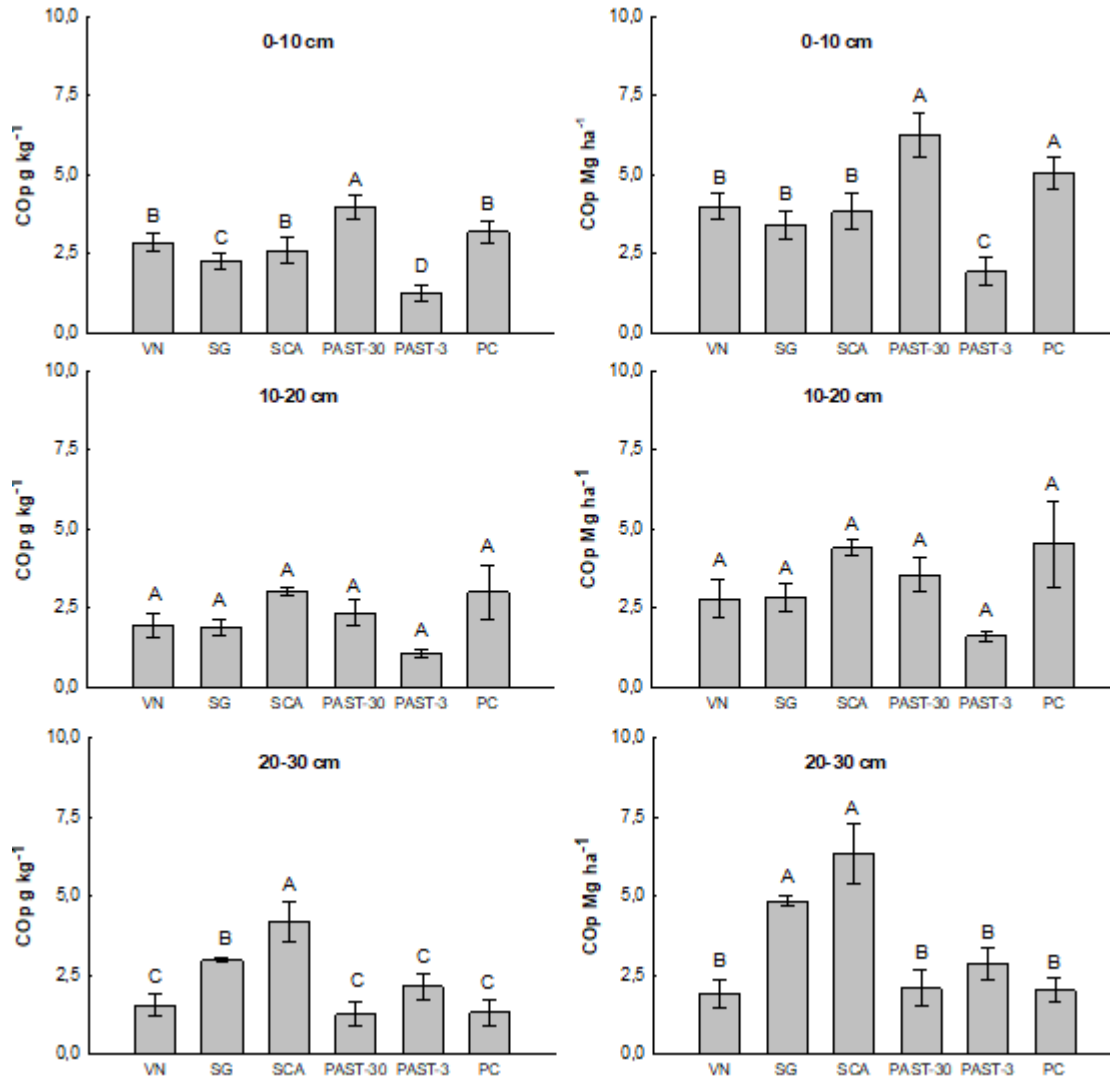 10,0
0-10 cm
7,5
COp g kg⁻¹
5,0
2,5
0,0
B
C
B
A
D
B
VN SG SCA PAST-30 PAST-3 PC
10,0
0-10 cm
7,5
COp Mg ha⁻¹
5,0
2,5
0,0
B
B
B
A
C
A
VN SG SCA PAST-30 PAST-3 PC
10,0
10-20 cm
7,5
COp g kg⁻¹
5,0
2,5
0,0
A
A
A
A
A
A
VN SG SCA PAST-30 PAST-3 PC
10,0
10-20 cm
7,5
COp Mg ha⁻¹
5,0
2,5
0,0
A
A
A
A
A
A
VN SG SCA PAST-30 PAST-3 PC
10,0
20-30 cm
7,5
COp g kg⁻¹
5,0
2,5
0,0
C
B
A
C
C
C
VN SG SCA PAST-30 PAST-3 PC
10,0
20-30 cm
7,5
COp Mg ha⁻¹
5,0
2,5
0,0
B
A
A
B
B
B
VN SG SCA PAST-30 PAST-3 PC